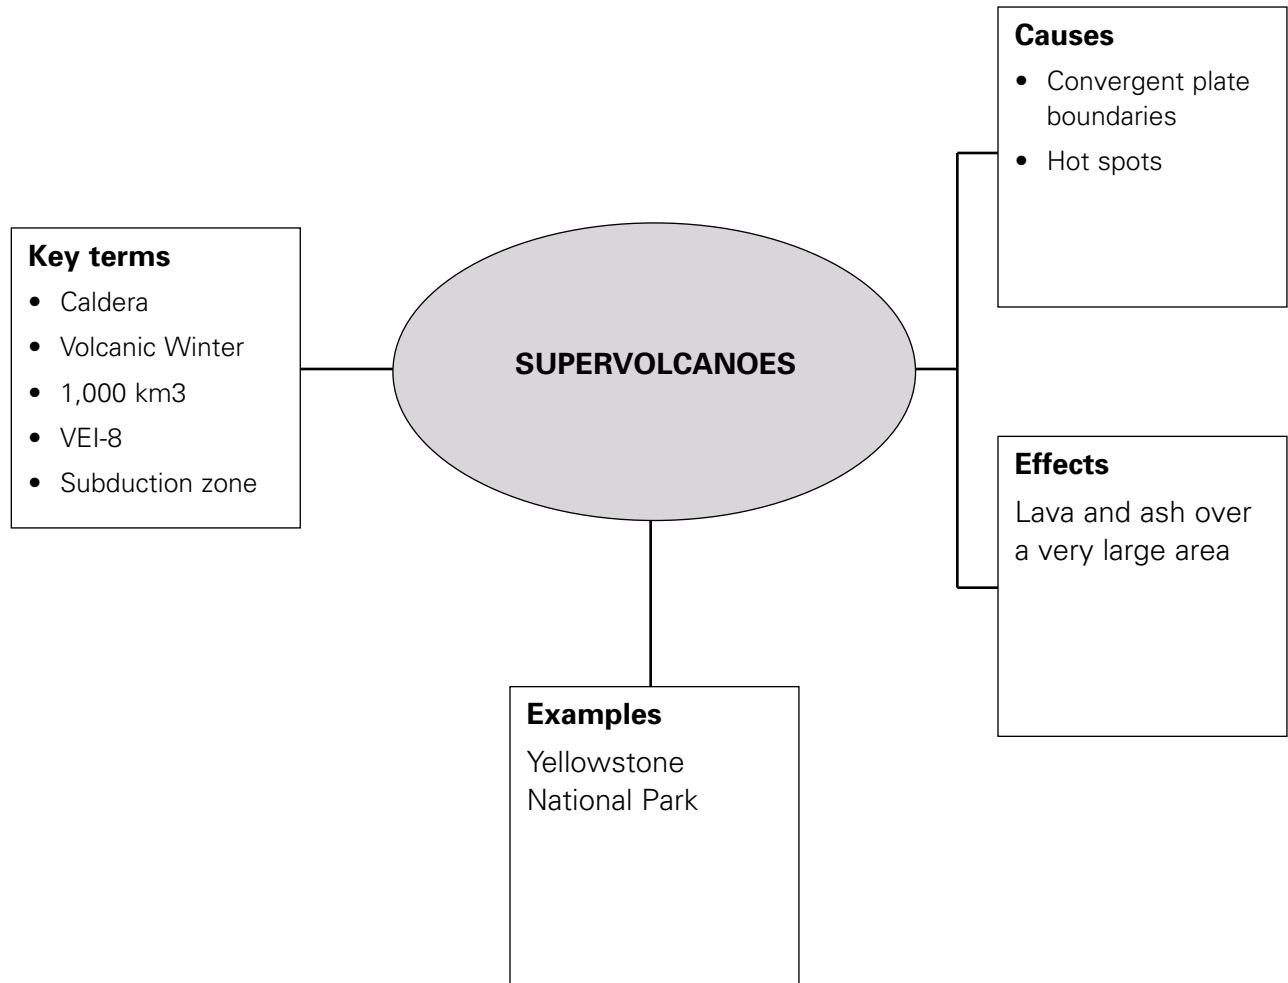 Causes
• Convergent plate
boundaries
• Hot spots
Key terms
• Caldera
• Volcanic Winter
• 1,000 km3
• VEI-8
• Subduction zone
SUPERVOLCANOES
Effects
Lava and ash over
a very large area
Examples
Yellowstone
National Park